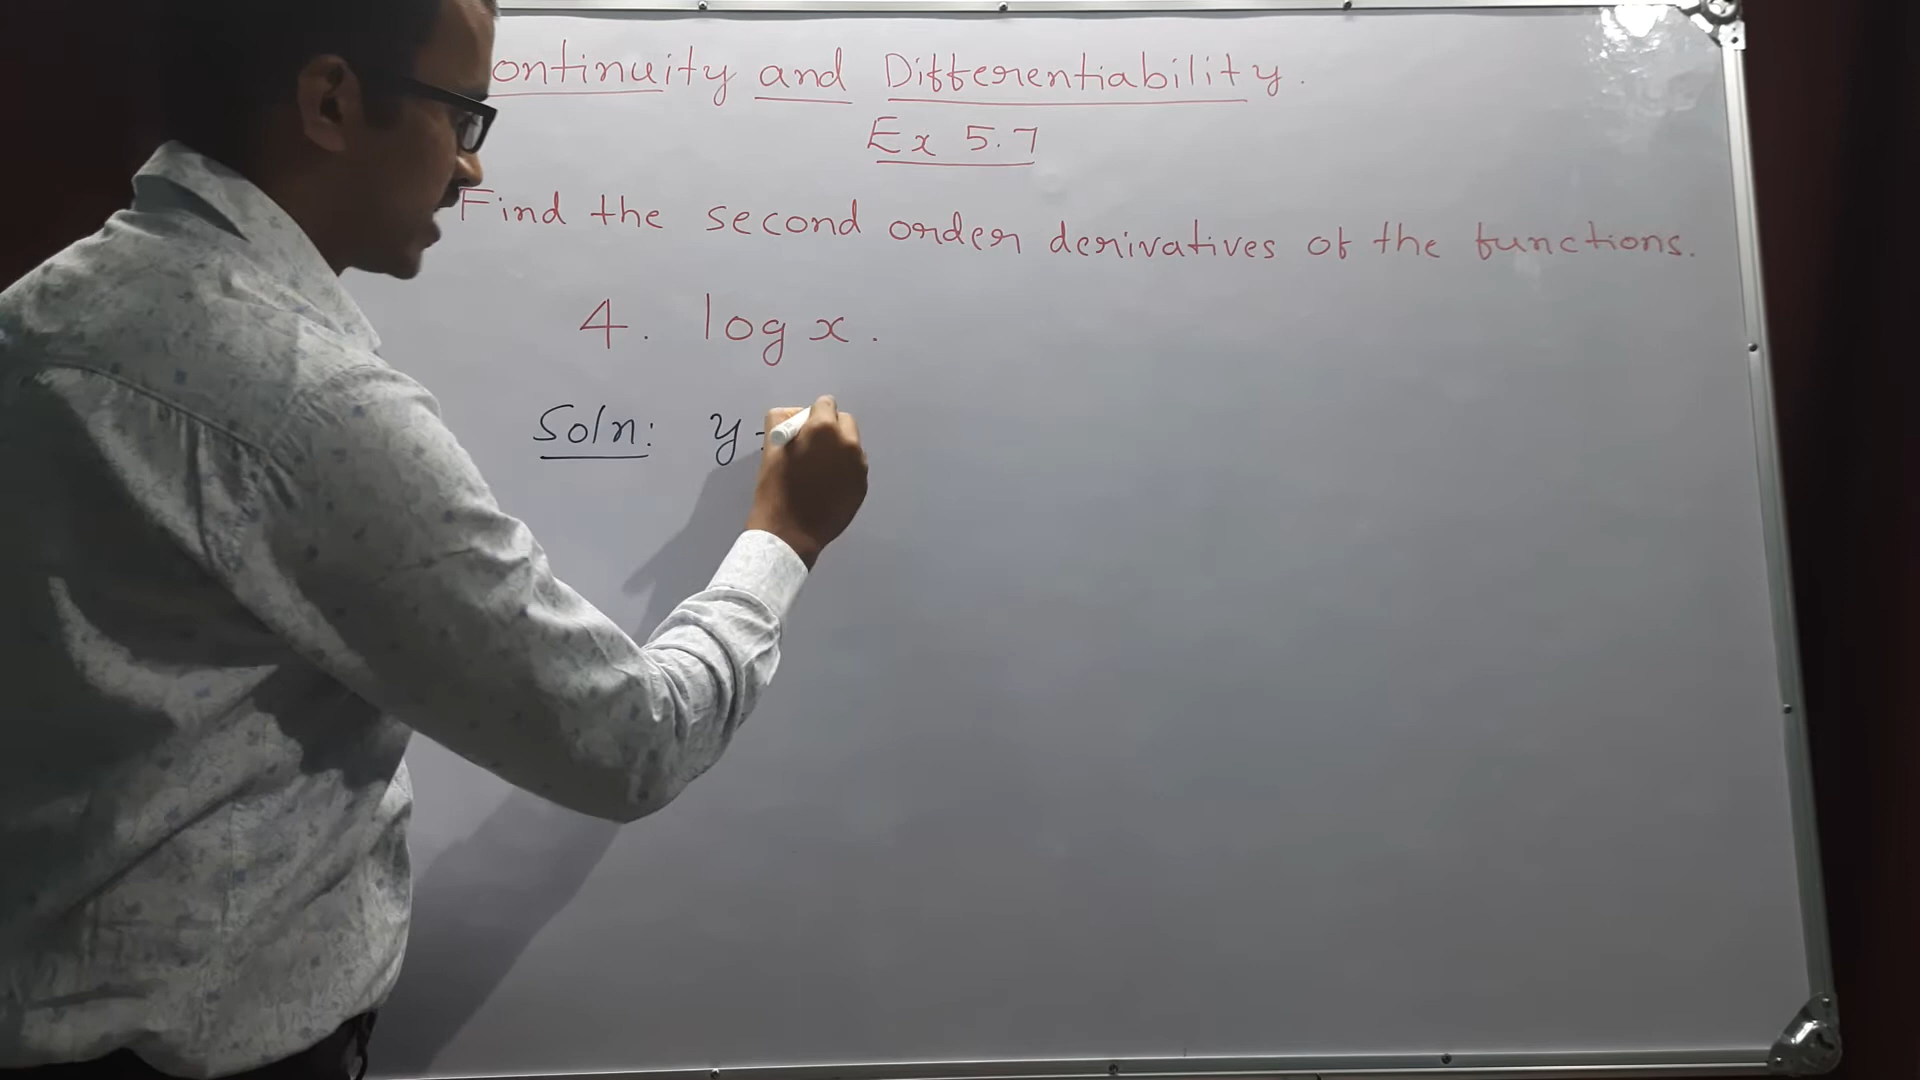 ontinuity and Differentiability.
Ex 5.7
Find the second order derivatives of the functions.
4. log x.
Soln: y =